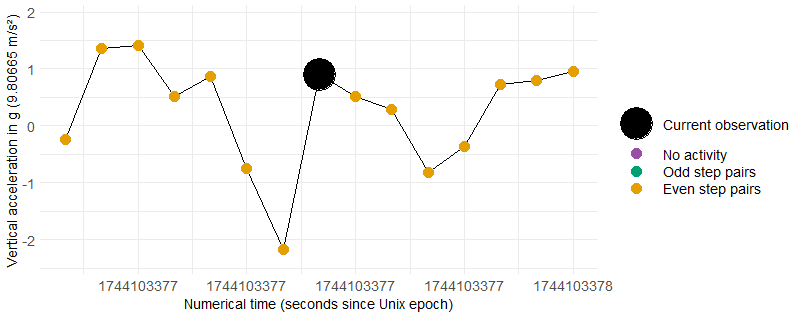 Vertical acceleration in g (9.80665 m/s²)
2
1
0
-1
-2
1744103377
1744103377
1744103377
1744103377
1744103378
Numerical time (seconds since Unix epoch)
Current observation
No activity
Odd step pairs
Even step pairs